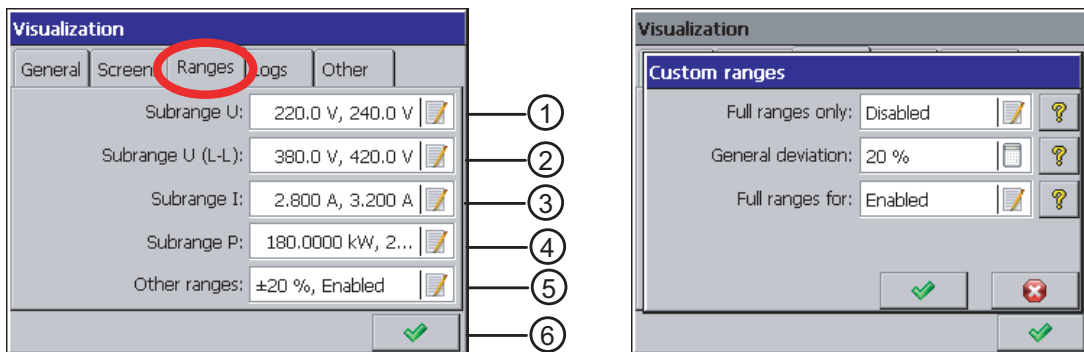 Visualization
General Screen Ranges Logs Other
Subrange U: 220.0 V, 240.0 V 1
Subrange U (L-L): 380.0 V, 420.0 V 2
Subrange I: 2.800 A, 3.200 A 3
Subrange P: 180.0000 kW, 2... 4
Other ranges: ±20 %, Enabled 5
6
Visualization
Custom ranges
Full ranges only: Disabled ?
General deviation: 20 % ?
Full ranges for: Enabled ?